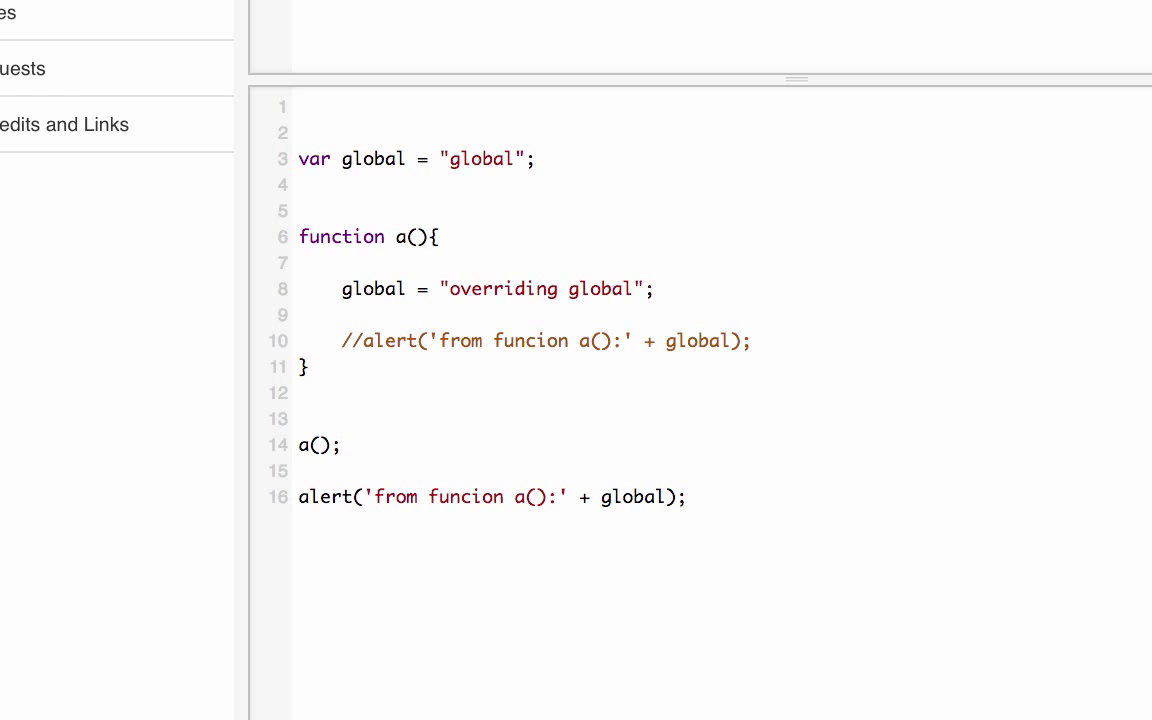 es
uests
edits and Links
1
2
3 var global = "global";
4
5
6 function a(){
7
8 global = "overriding global";
9
10 //alert('from funcion a():' + global);
11 }
12
13
14 a();
15
16 alert('from funcion a():' + global);